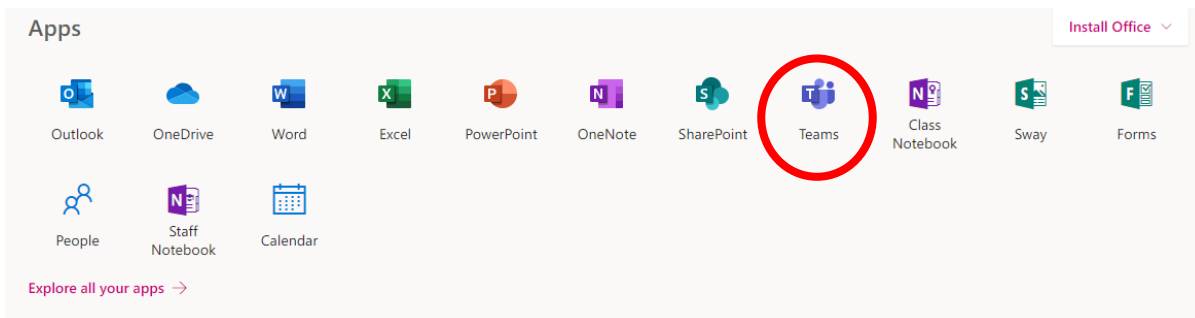 Apps
Install Office
Outlook
OneDrive
Word
Excel
PowerPoint
OneNote
SharePoint
Teams
Class
Notebook
Sway
Forms
People
Staff
Notebook
Calendar
Explore all your apps →